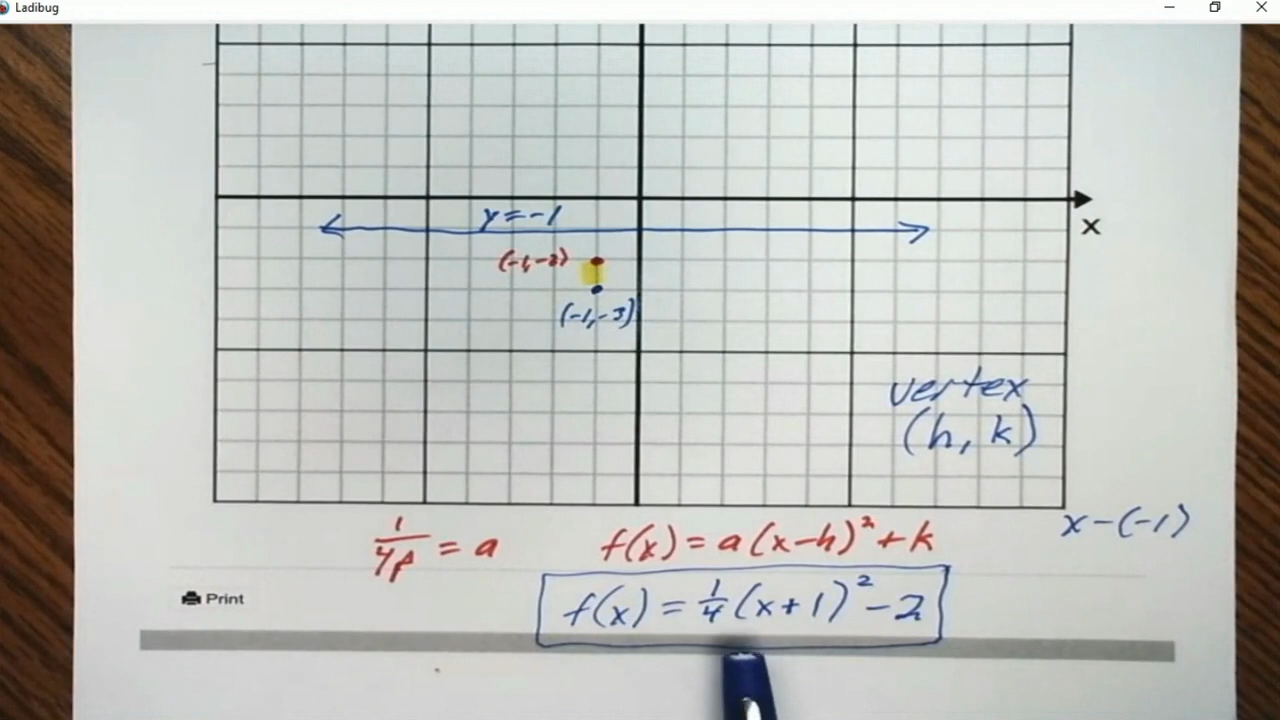 Ladibug
y=-1
x
(-1,-2)
(-1,-3)
vertex
(h, k)
x-(-1)
1/4p = a
f(x) = a(x-h)² + k
Print
f(x) = 1/4 (x+1)² - 2